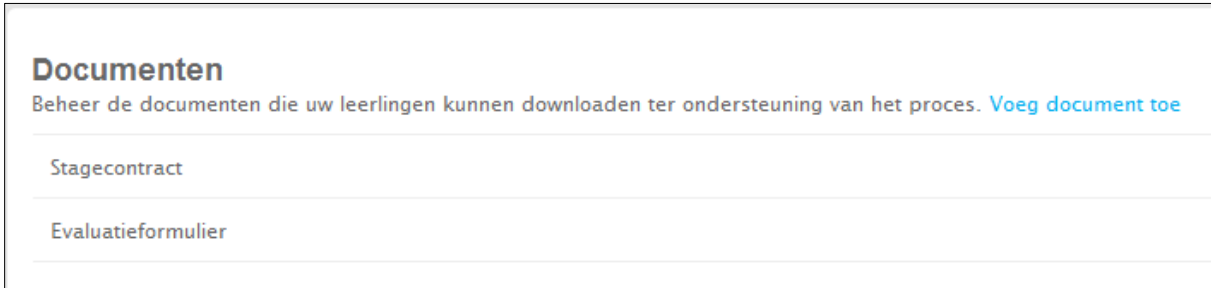 Documenten
Beheer de documenten die uw leerlingen kunnen downloaden ter ondersteuning van het proces. Voeg document toe
Stagecontract
Evaluatieformulier